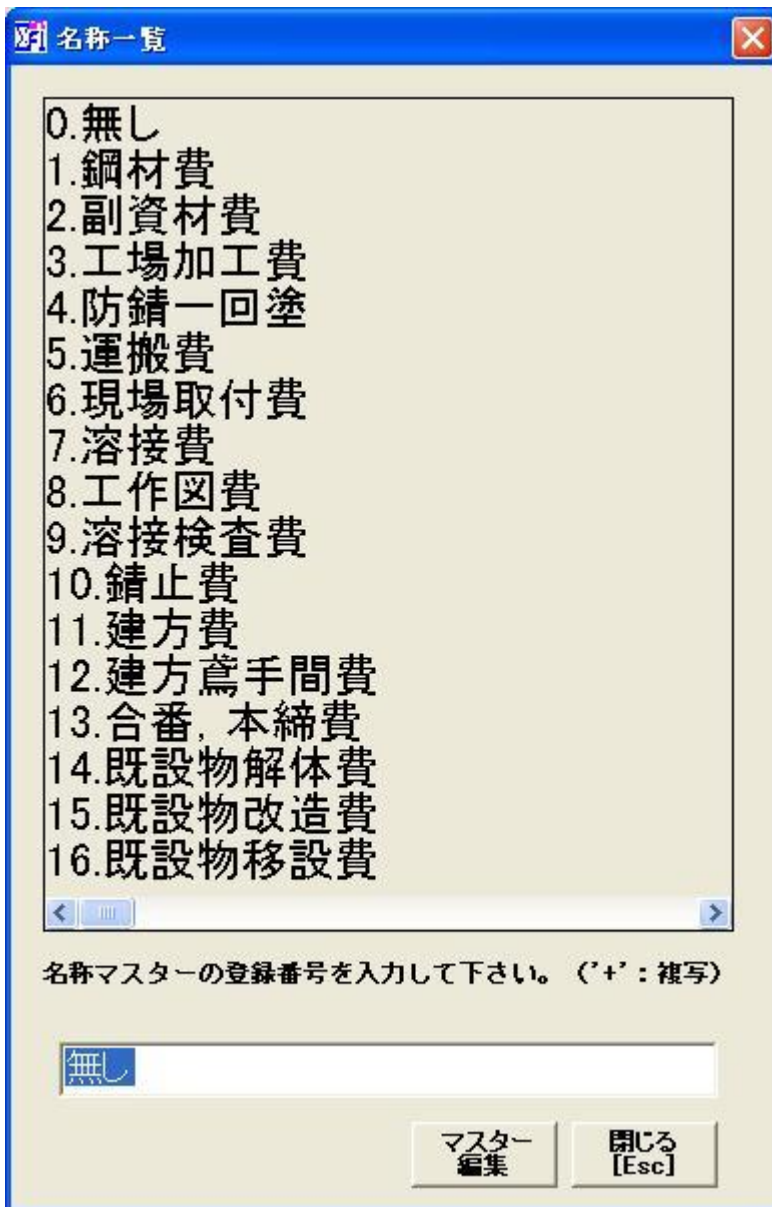 名称一覧
0.無し
1.鋼材費
2.副資材費
3.工場加工費
4.防錆一回塗
5.運搬費
6.現場取付費
7.溶接費
8.工作図費
9.溶接検査費
10.錆止費
11.建方費
12.建方鳶手間費
13.合番, 本締費
14.既設物解体費
15.既設物改造費
16.既設物移設費
名称マスターの登録番号を入力して下さい。（'+'：複写）
無し
マスター
編集
閉じる
[Esc]